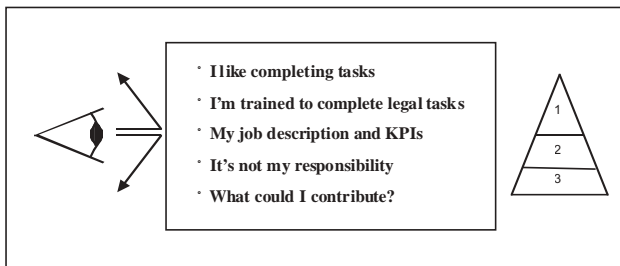 ° I like completing tasks
° I'm trained to complete legal tasks
° My job description and KPIs
° It's not my responsibility
° What could I contribute?
1
2
3